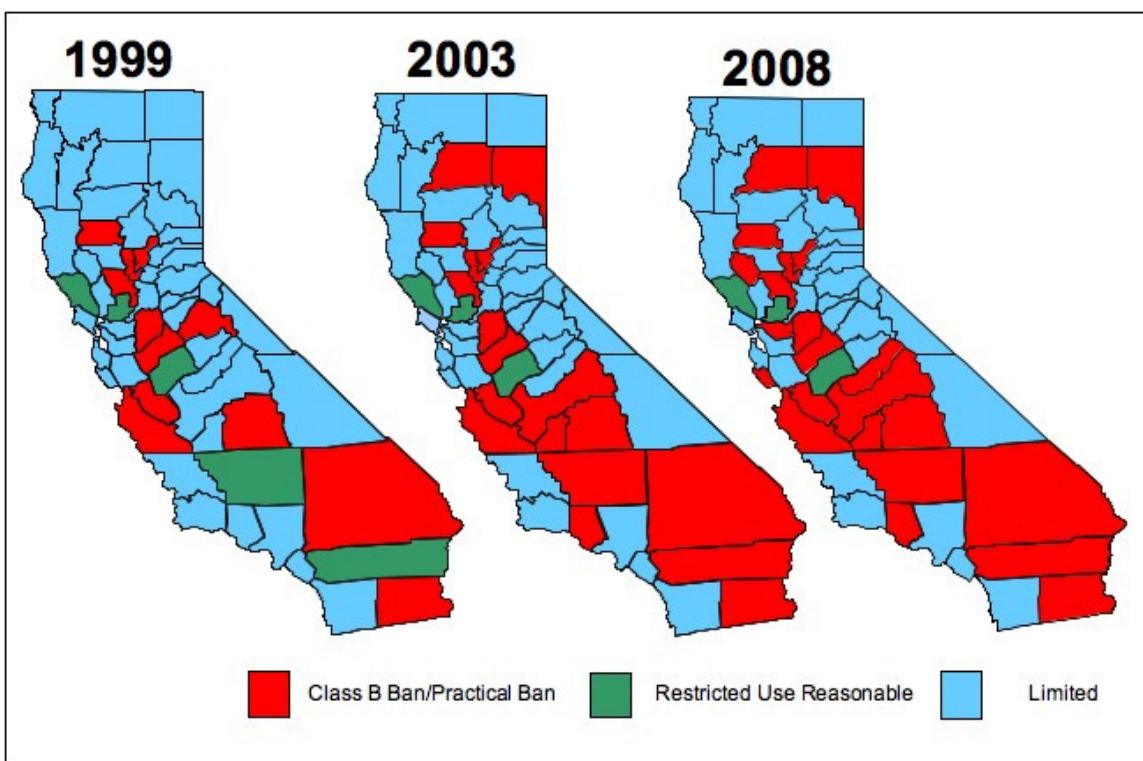 1999
2003
2008
Class B Ban/Practical Ban
Restricted Use Reasonable
Limited